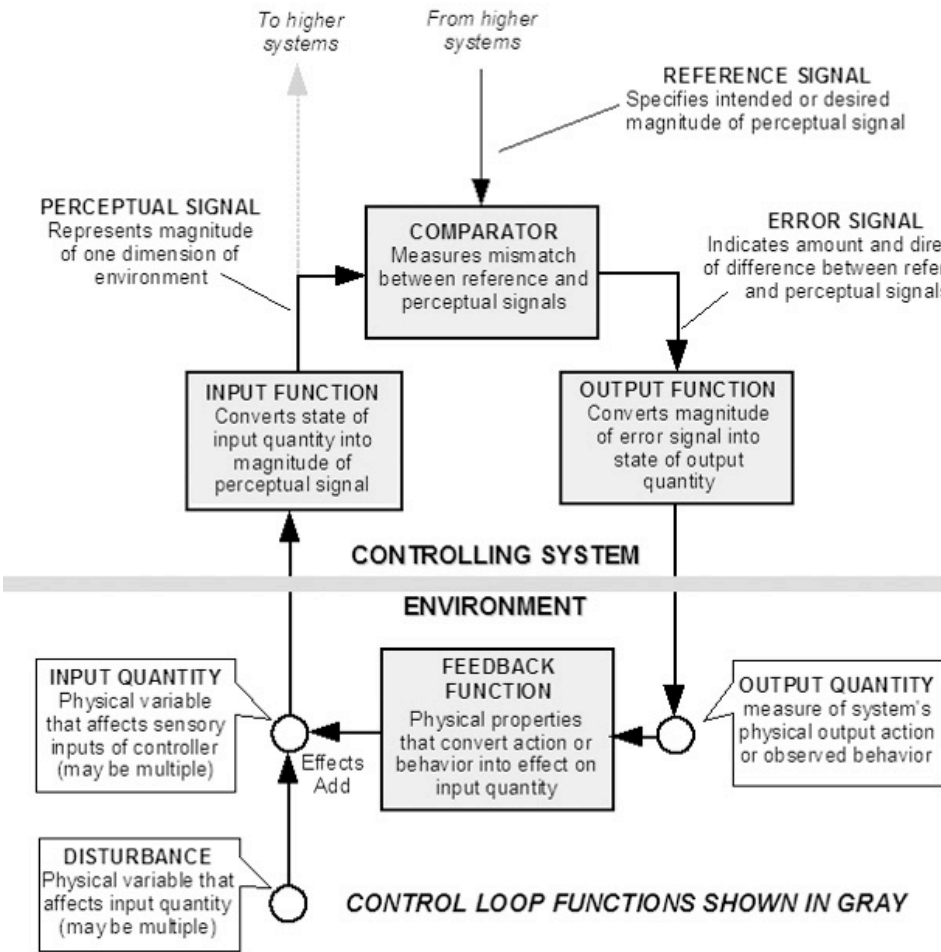 To higher
systems
From higher
systems
REFERENCE SIGNAL
Specifies intended or desired
magnitude of perceptual signal
PERCEPTUAL SIGNAL
Represents magnitude
of one dimension of
environment
COMPARATOR
Measures mismatch
between reference and
perceptual signals
ERROR SIGNAL
Indicates amount and dire
of difference between refer
and perceptual signals
INPUT FUNCTION
Converts state of
input quantity into
magnitude of
perceptual signal
OUTPUT FUNCTION
Converts magnitude
of error signal into
state of output
quantity
CONTROLLING SYSTEM
ENVIRONMENT
INPUT QUANTITY
Physical variable
that affects sensory
inputs of controller
(may be multiple)
Effects
Add
FEEDBACK
FUNCTION
Physical properties
that convert action or
behavior into effect on
input quantity
OUTPUT QUANTITY
measure of system's
physical output action
or observed behavior
DISTURBANCE
Physical variable that
affects input quantity
(may be multiple)
CONTROL LOOP FUNCTIONS SHOWN IN GRAY